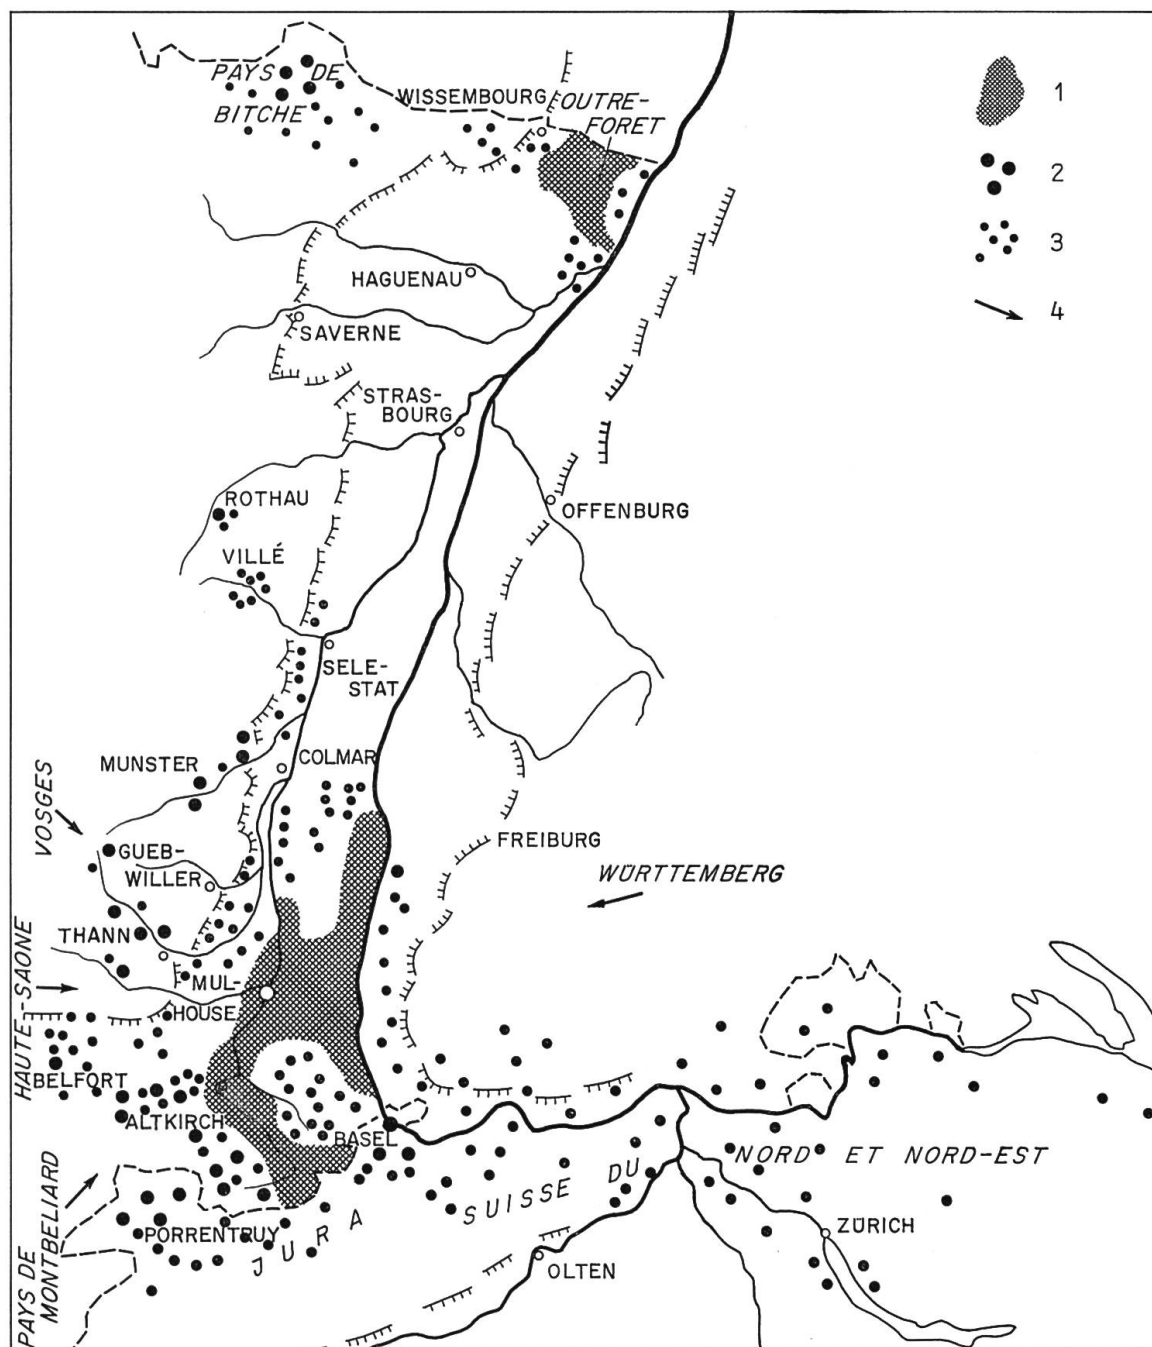 PAYS DE
BITCHE
WISSEMBOURG
OUTRE-
FORET
1
2
3
4
HAGUENAU
SAVERNE
STRAS-
BOURG
ROTHAU
OFFENBURG
VILLÉ
SELE-
STAT
MUNSTER
COLMAR
VOSGES
GUEB-
WILLER
FREIBURG
WÜRTTEMBERG
THANN
HAUTE-SAONE
MUL-
HOUSE
BELFORT
ALTKIRCH
BASEL
SUISSE DU NORD ET NORD-EST
PORRENTRUY
JURA
ZÜRICH
OLTEN
PAYS DE
MONTBELIARD